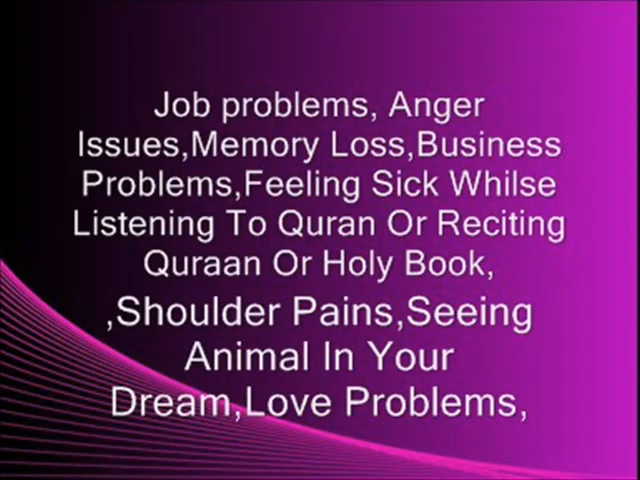 Job problems, Anger
Issues,Memory Loss,Business
Problems,Feeling Sick Whilse
Listening To Quran Or Reciting
Quraan Or Holy Book,
,Shoulder Pains,Seeing
Animal In Your
Dream,Love Problems,